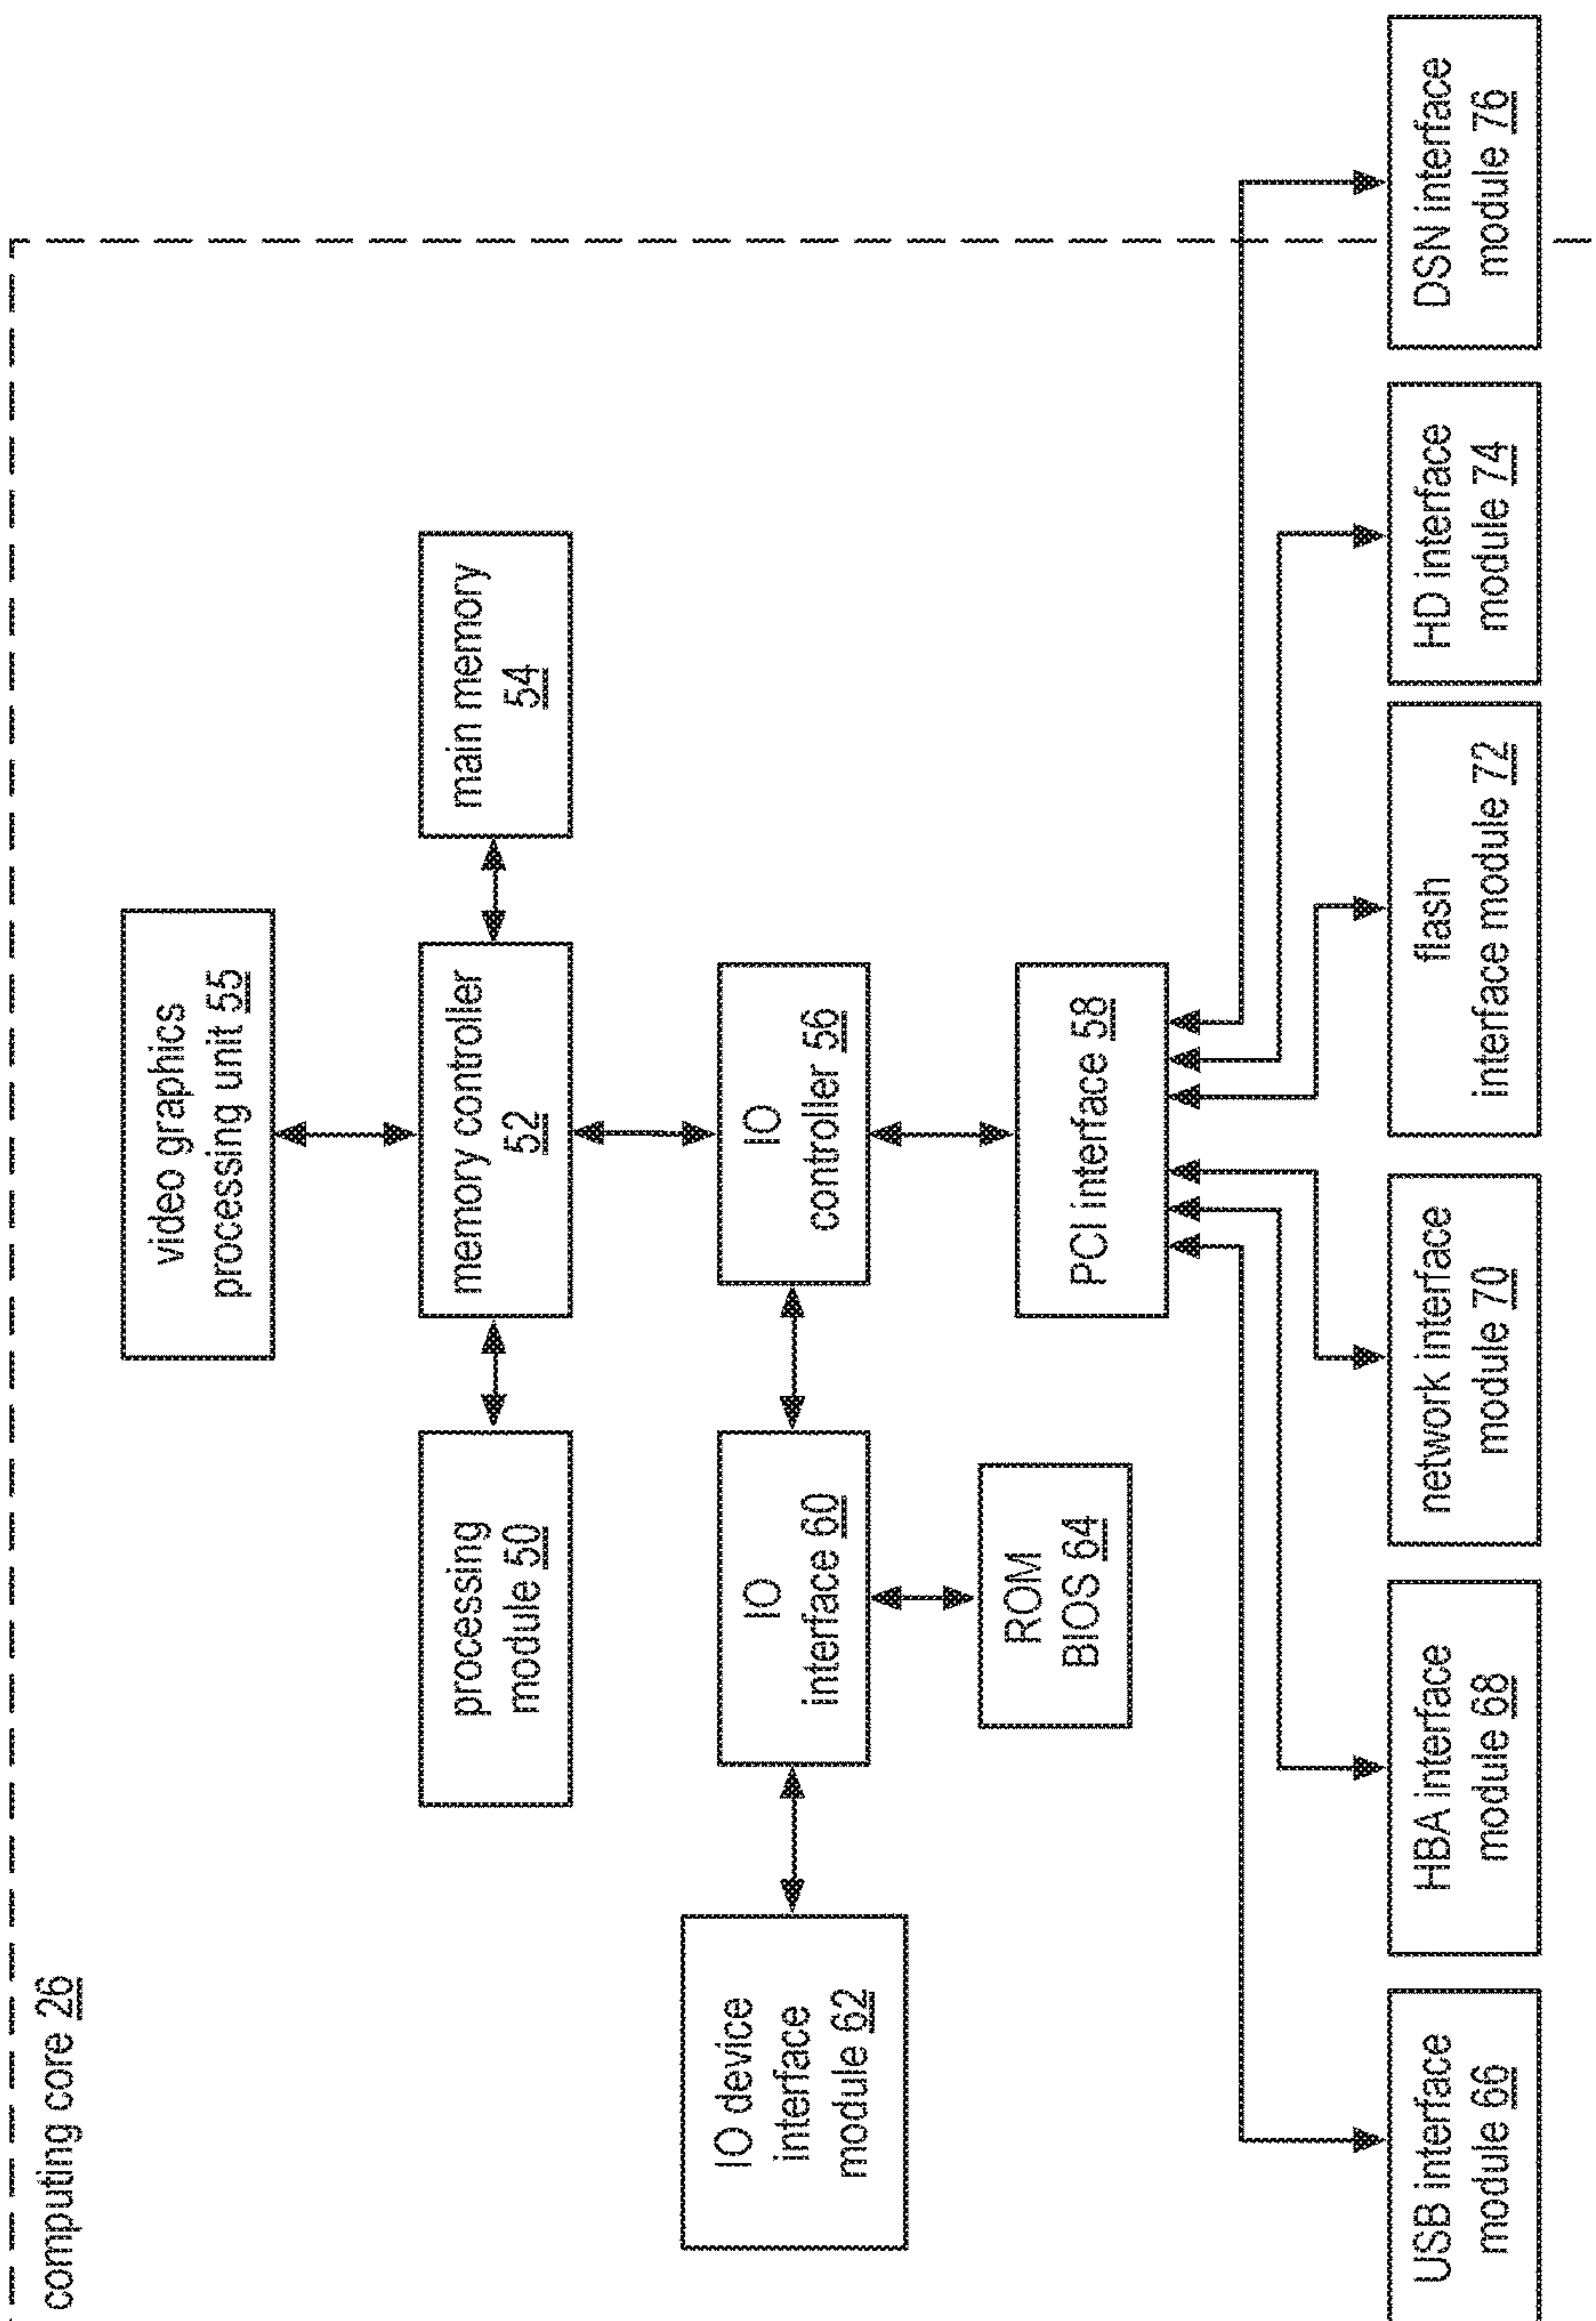 computing core 26
video graphics
processing unit 55
processing
module 50
memory controller
52
main memory
54
IO device
interface
module 62
IO
interface 60
IO
controller 56
ROM
BIOS 64
PCI interface 58
USB interface
module 66
HBA interface
module 68
network interface
module 70
flash
interface module 72
HD interface
module 74
DSN interface
module 76